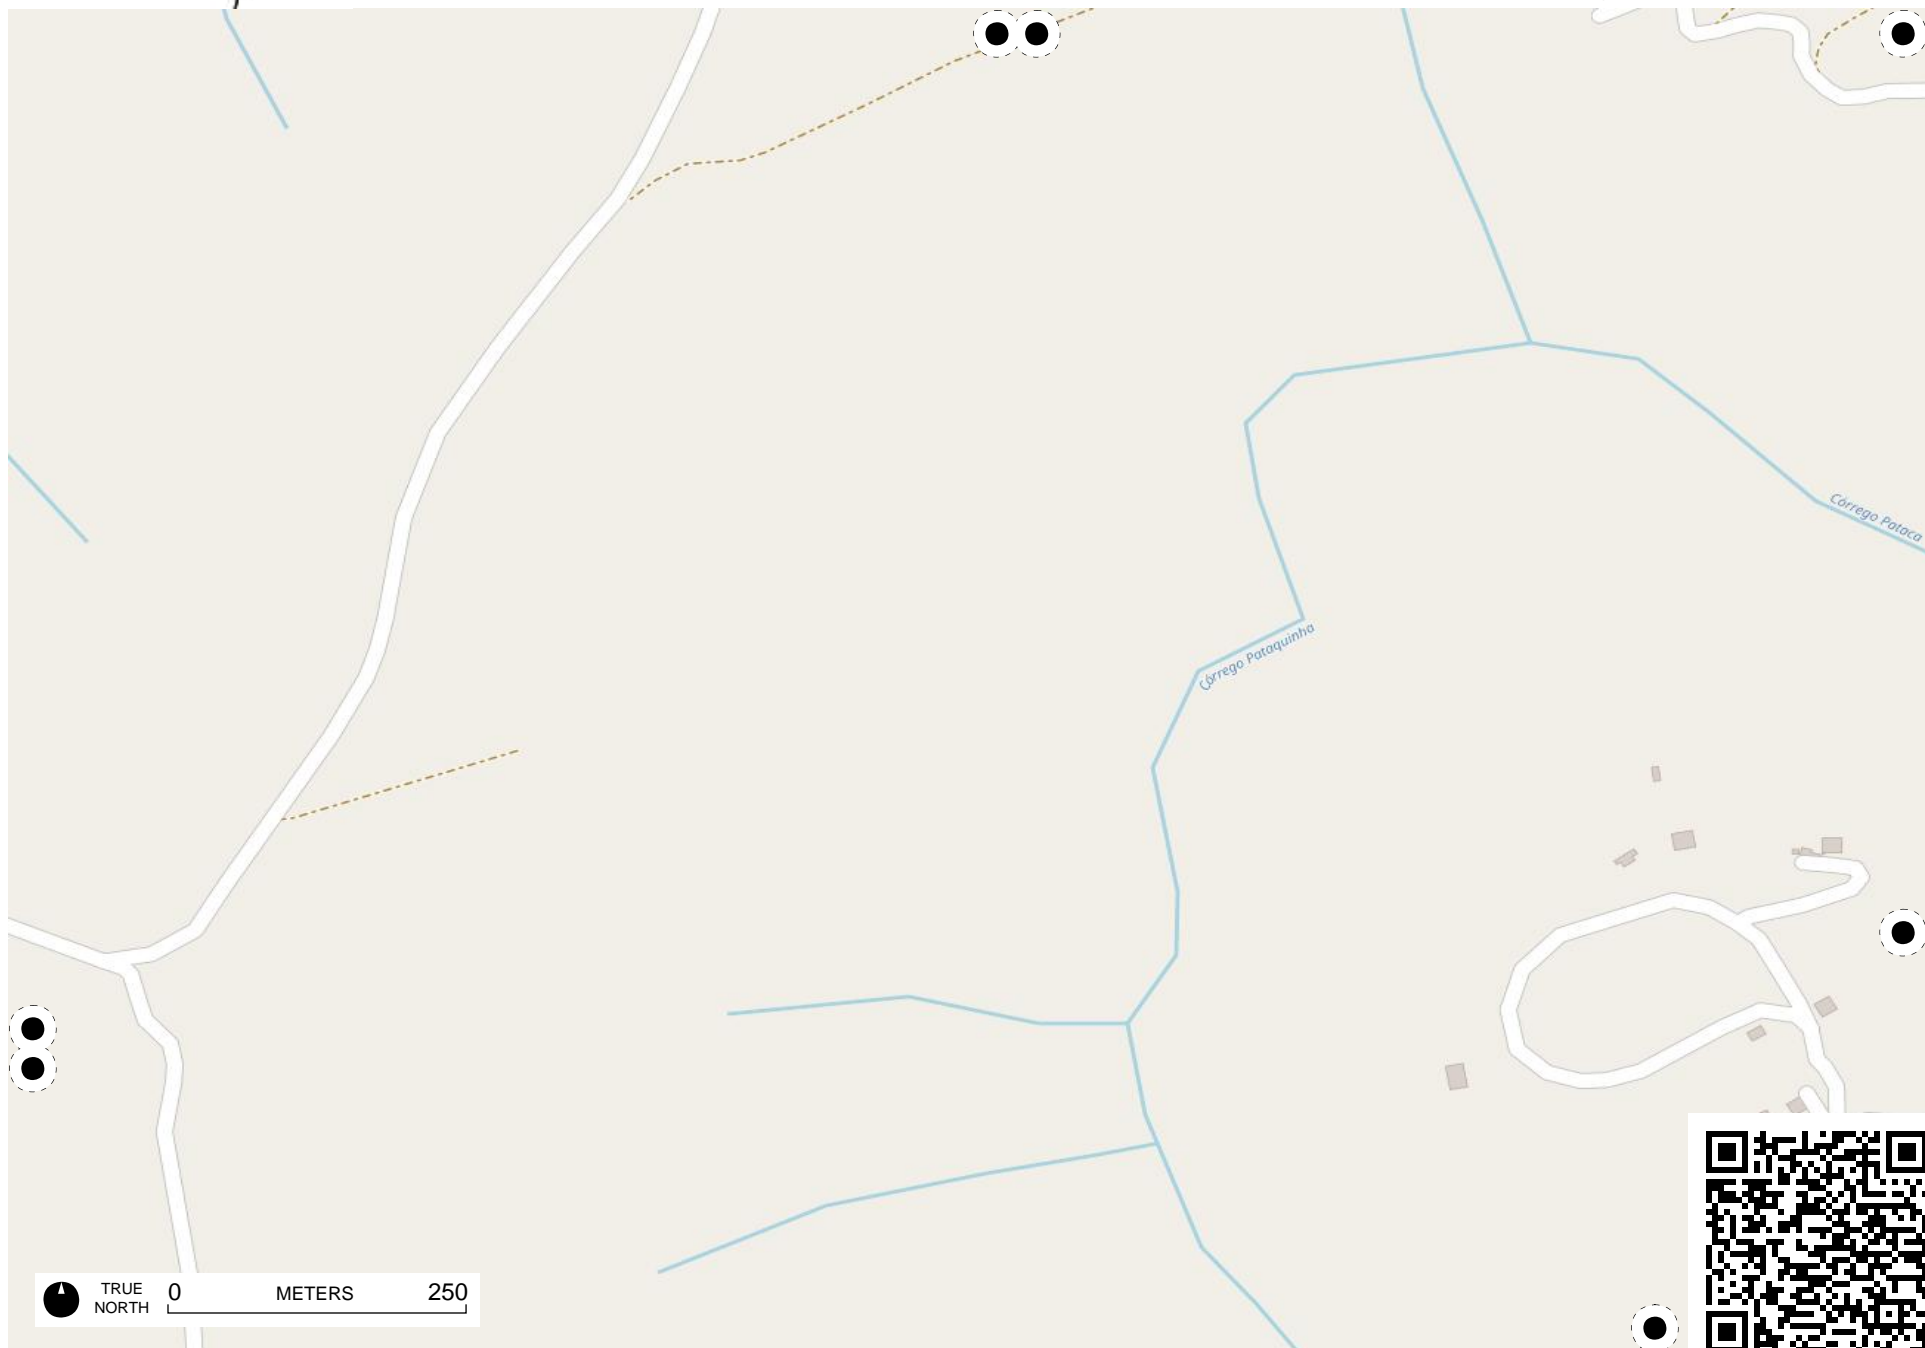 Córrego Pataca
Córrego Pataquinha
TRUE
NORTH
0 METERS 250